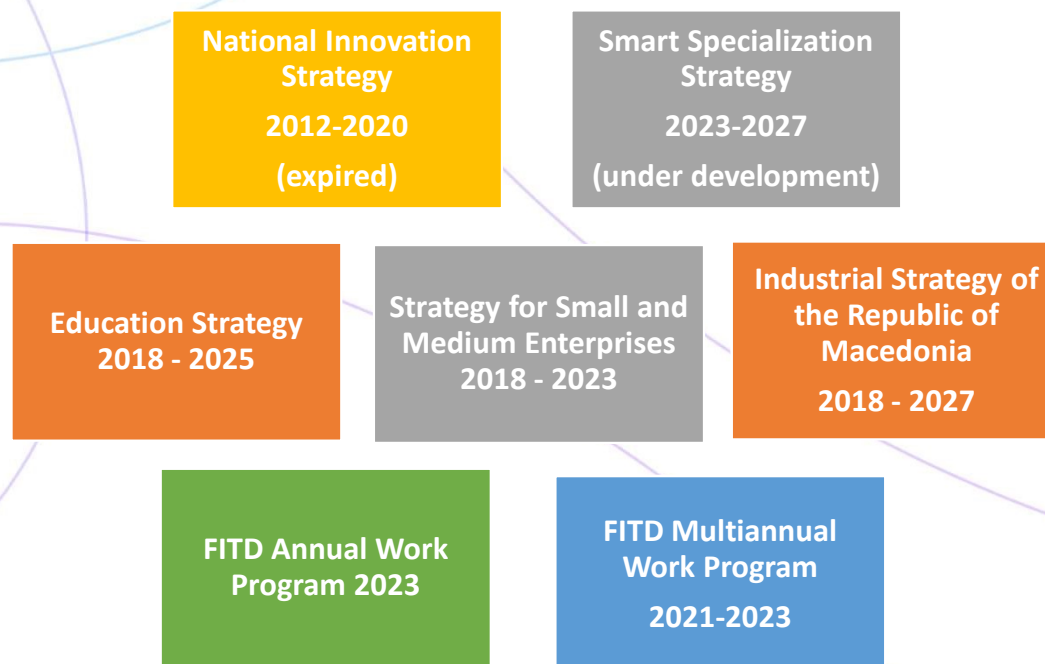 National Innovation
Strategy
2012-2020
(expired)
Smart Specialization
Strategy
2023-2027
(under development)
Education Strategy
2018 - 2025
Strategy for Small and
Medium Enterprises
2018 - 2023
Industrial Strategy of
the Republic of
Macedonia
2018 - 2027
FITD Annual Work
Program 2023
FITD Multiannual
Work Program
2021-2023